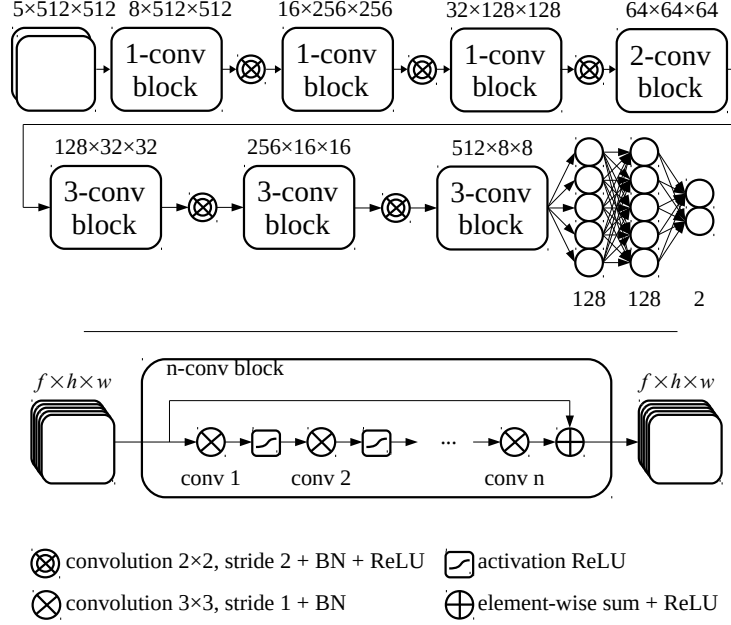 5×512×512 8×512×512 16×256×256 32×128×128 64×64×64
1-conv block
1-conv block
1-conv block
2-conv block
128×32×32 256×16×16 512×8×8
3-conv block
3-conv block
3-conv block
128 128 2
n-conv block
f×h×w f×h×w
...
conv 1 conv 2 conv n
convolution 2×2, stride 2 + BN + ReLU
activation ReLU
convolution 3×3, stride 1 + BN
element-wise sum + ReLU